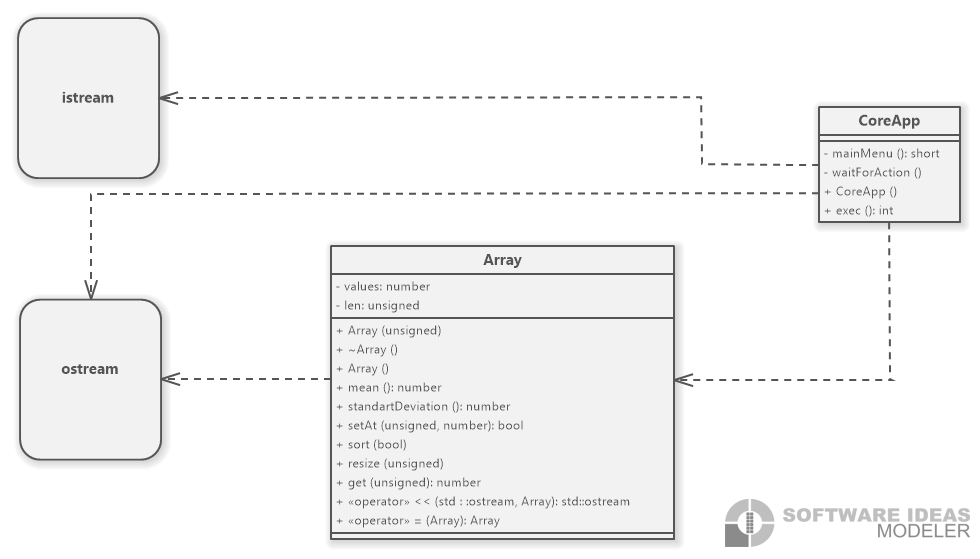 istream
CoreApp
- mainMenu (): short
- waitForAction ()
+ CoreApp ()
+ exec (): int
Array
- values: number
- len: unsigned
+ Array (unsigned)
+ ~Array ()
+ Array ()
+ mean (): number
+ standartDeviation (): number
+ setAt (unsigned, number): bool
+ sort (bool)
+ resize (unsigned)
+ get (unsigned): number
+ «operator» << (std : :ostream, Array): std::ostream
+ «operator» = (Array): Array
ostream
SOFTWARE IDEAS
MODELER